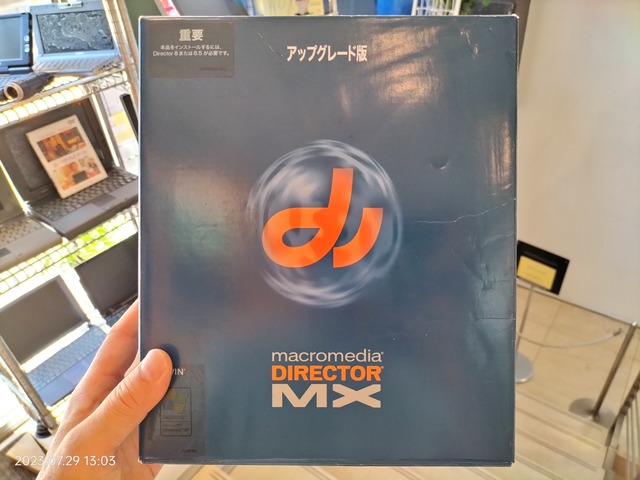 重要
本品をインストールするには、
Director 8または8.5 が必要です。
アップグレード版
macromedia®
DIRECTOR®
MX
2023.07.29 13:03